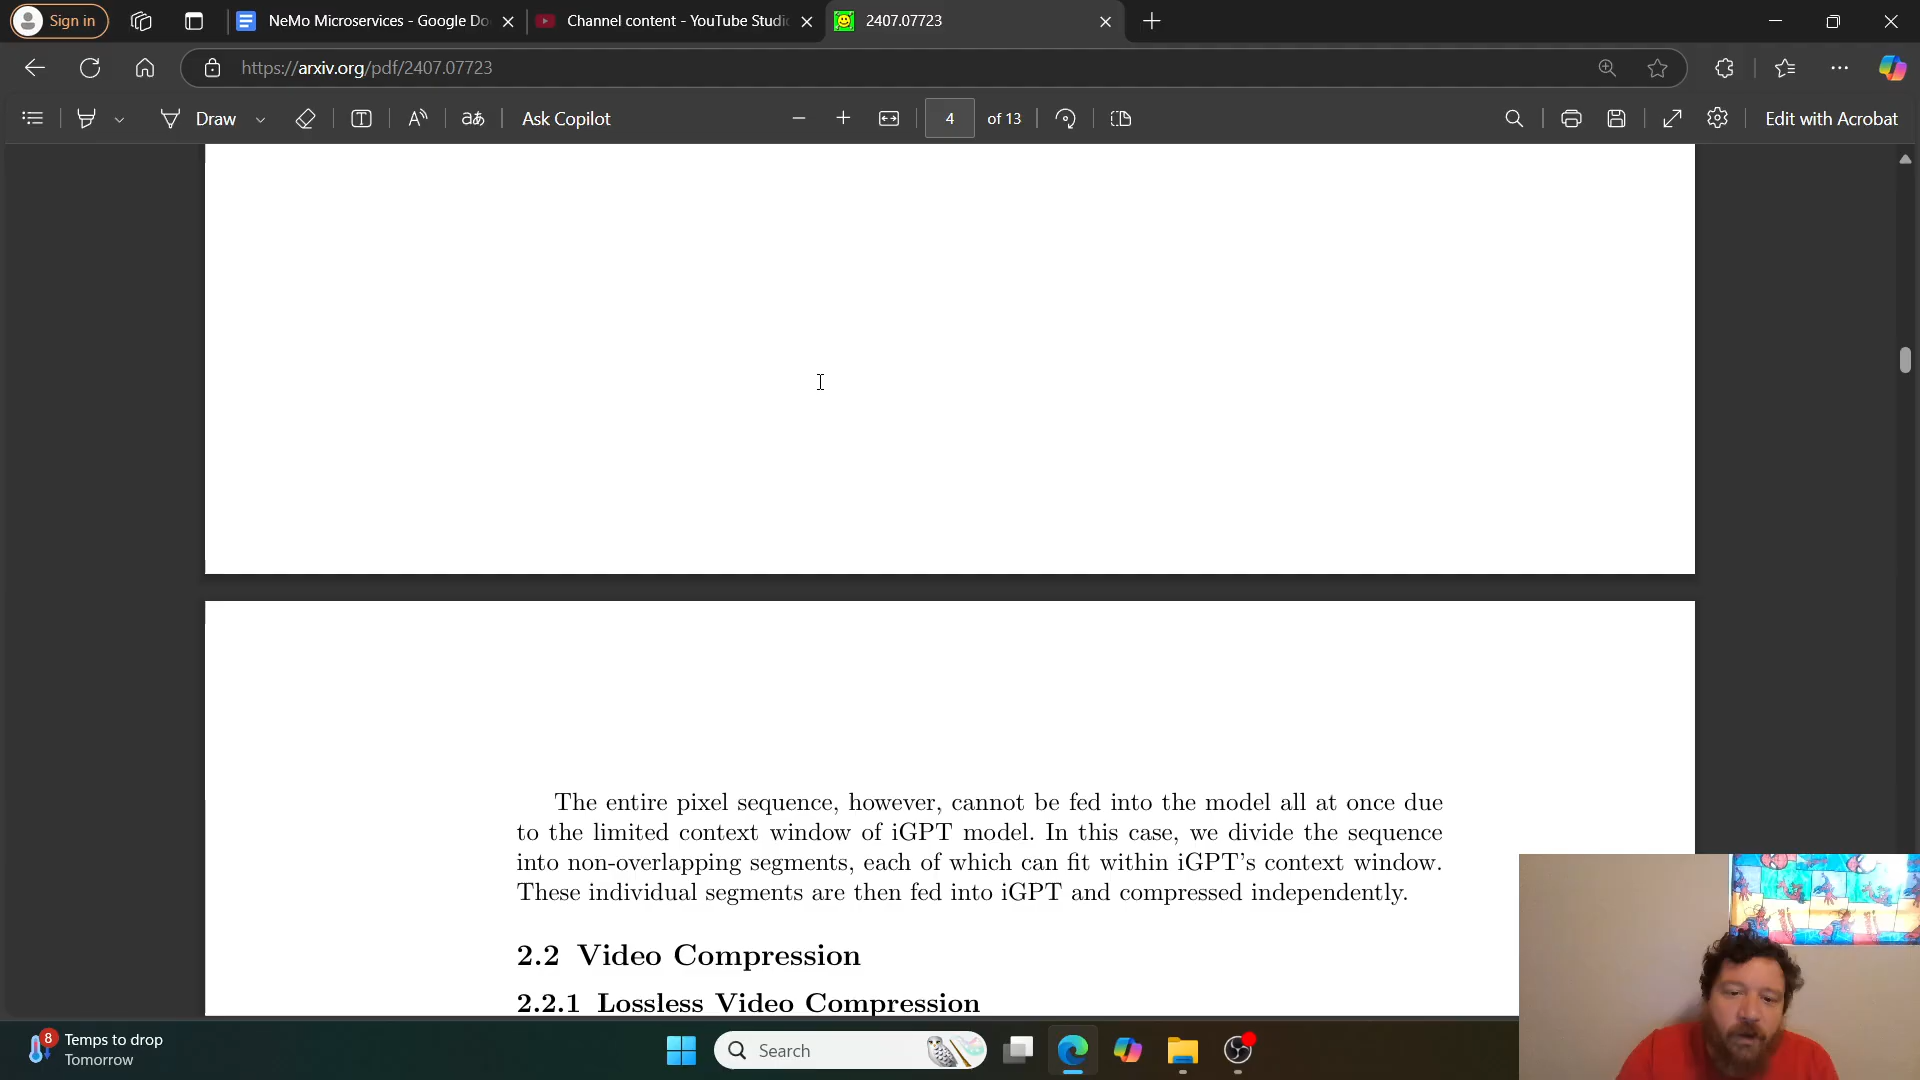 Sign in
NeMo Microservices - Google Do
Channel content - YouTube Studi
2407.07723
https://arxiv.org/pdf/2407.07723
Draw
Ask Copilot
4
of 13
Edit with Acrobat
The entire pixel sequence, however, cannot be fed into the model all at once due
to the limited context window of iGPT model. In this case, we divide the sequence
into non-overlapping segments, each of which can fit within iGPT's context window.
These individual segments are then fed into iGPT and compressed independently.
2.2 Video Compression
2.2.1 Lossless Video Compression
8
Temps to drop
Tomorrow
Search